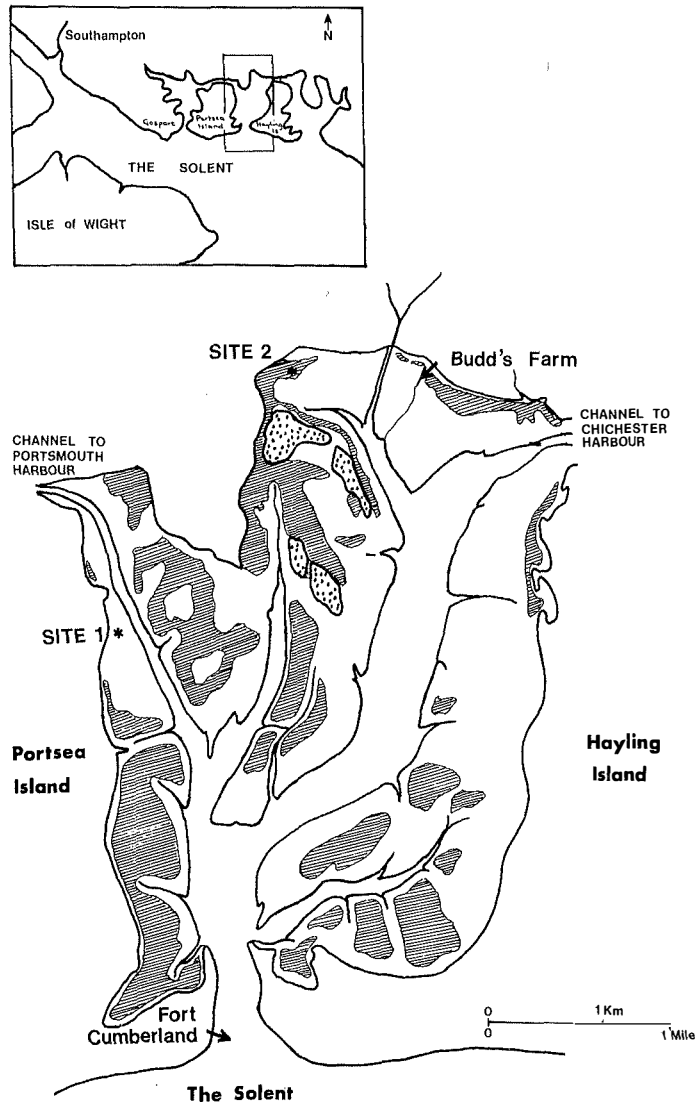 Southampton
N
Gosport
Portsea
Island
Hayling
Is
THE SOLENT
ISLE of WIGHT
SITE 2
*
Budd's Farm
CHANNEL TO
CHICHESTER
HARBOUR
CHANNEL TO
PORTSMOUTH
HARBOUR
SITE 1 *
Portsea
Island
Hayling
Island
Fort
Cumberland
0 1 Km
0 1 Mile
The Solent